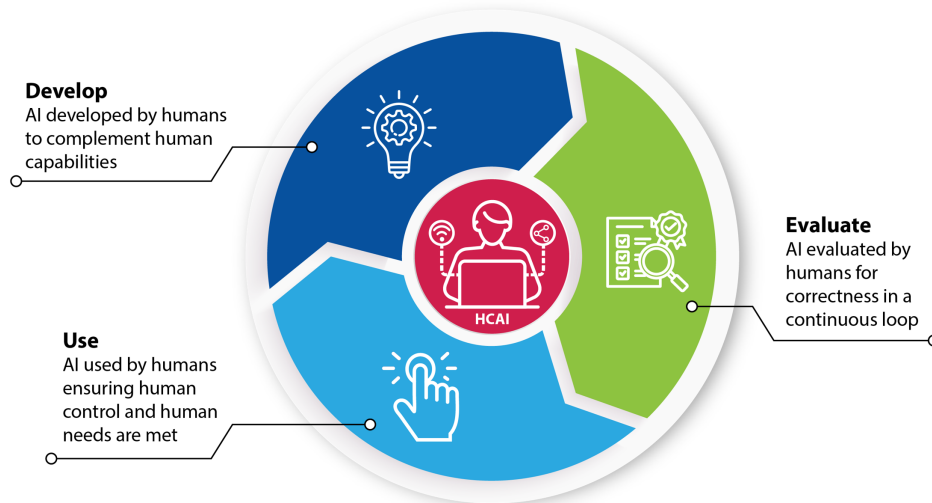 Develop
AI developed by humans
to complement human
capabilities
Evaluate
AI evaluated by
humans for
correctness in a
continuous loop
HCAI
Use
AI used by humans
ensuring human
control and human
needs are met